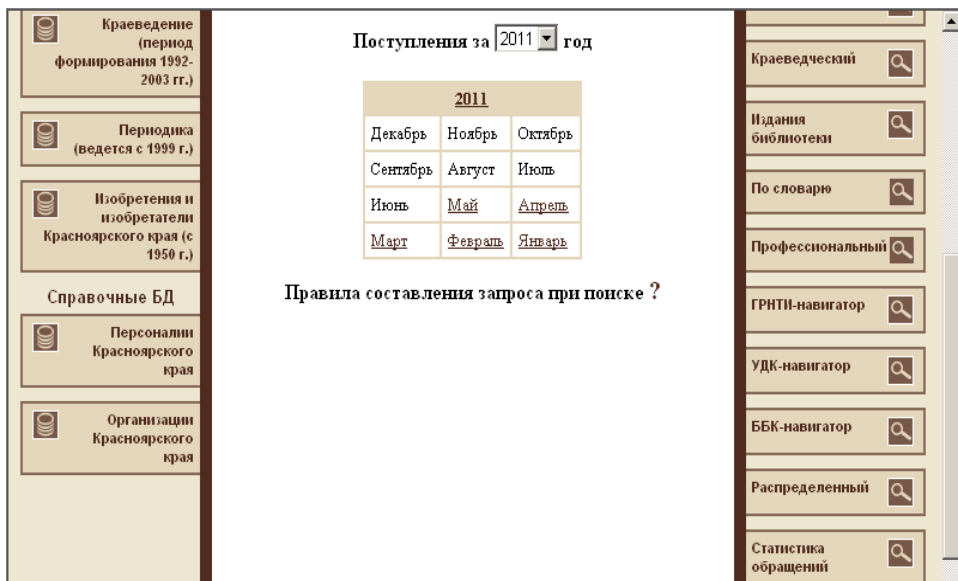 Краеведение
(период
формирования 1992-
2003 гг.)
Периодика
(ведется с 1999 г.)
Изобретения и
изобретатели
Красноярского края (с
1950 г.)
Справочные БД
Персоналии
Красноярского
края
Организации
Красноярского
края
Поступления за 2011 год
2011
Декабрь Ноябрь Октябрь
Сентябрь Август Июль
Июнь Май Апрель
Март Февраль Январь
Правила составления запроса при поиске ?
Краеведческий
Издания
библиотеки
По словарю
Профессиональный
ГРНТИ-навигатор
УДК-навигатор
ББК-навигатор
Распределенный
Статистика
обращений